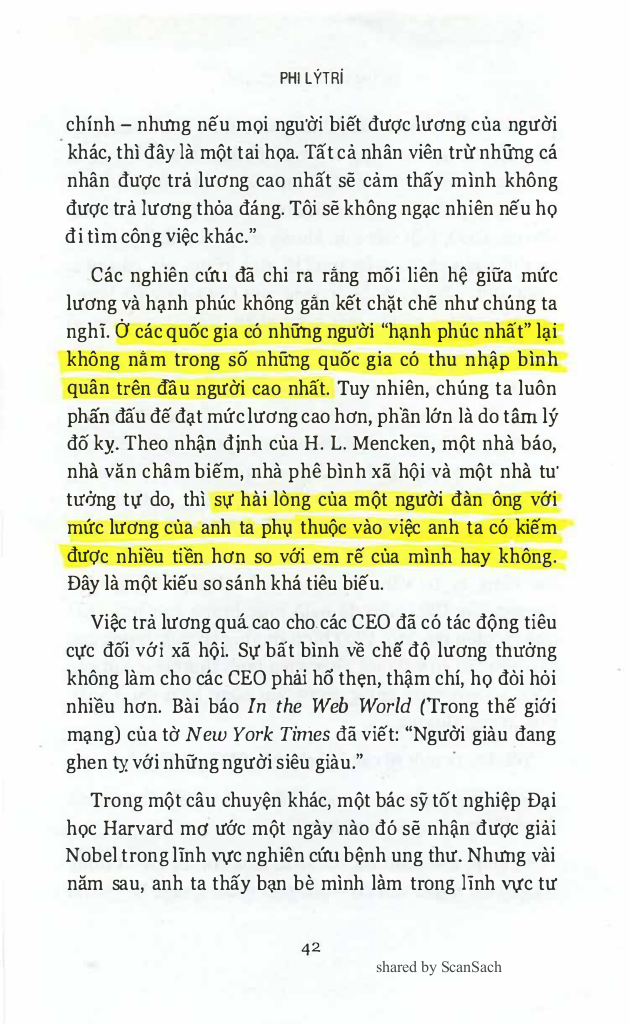 PHI LÝ TRÍ
chính – nhưng nếu mọi người biết được lương của người
khác, thì đây là một tai họa. Tất cả nhân viên trừ những cá
nhân được trả lương cao nhất sẽ cảm thấy mình không
được trả lương thỏa đáng. Tôi sẽ không ngạc nhiên nếu họ
đi tìm công việc khác.”
Các nghiên cứu đã chỉ ra rằng mối liên hệ giữa mức
lương và hạnh phúc không gắn kết chặt chẽ như chúng ta
nghĩ. Ở các quốc gia có những người “hạnh phúc nhất” lại
không nằm trong số những quốc gia có thu nhập bình
quân trên đầu người cao nhất. Tuy nhiên, chúng ta luôn
phấn đấu để đạt mức lương cao hơn, phần lớn là do tâm lý
đố kỵ. Theo nhận định của H. L. Mencken, một nhà báo,
nhà văn châm biếm, nhà phê bình xã hội và một nhà tư
tưởng tự do, thì sự hài lòng của một người đàn ông với
mức lương của anh ta phụ thuộc vào việc anh ta có kiếm
được nhiều tiền hơn so với em rể của mình hay không.
Đây là một kiểu so sánh khá tiêu biểu.
Việc trả lương quá cao cho các CEO đã có tác động tiêu
cực đối với xã hội. Sự bất bình về chế độ lương thưởng
không làm cho các CEO phải hổ thẹn, thậm chí, họ đòi hỏi
nhiều hơn. Bài báo In the Web World (Trong thế giới
mạng) của tờ New York Times đã viết: “Người giàu đang
ghen tỵ với những người siêu giàu.”
Trong một câu chuyện khác, một bác sỹ tốt nghiệp Đại
học Harvard mơ ước một ngày nào đó sẽ nhận được giải
Nobel trong lĩnh vực nghiên cứu bệnh ung thư. Nhưng vài
năm sau, anh ta thấy bạn bè mình làm trong lĩnh vực tư
42
shared by ScanSach